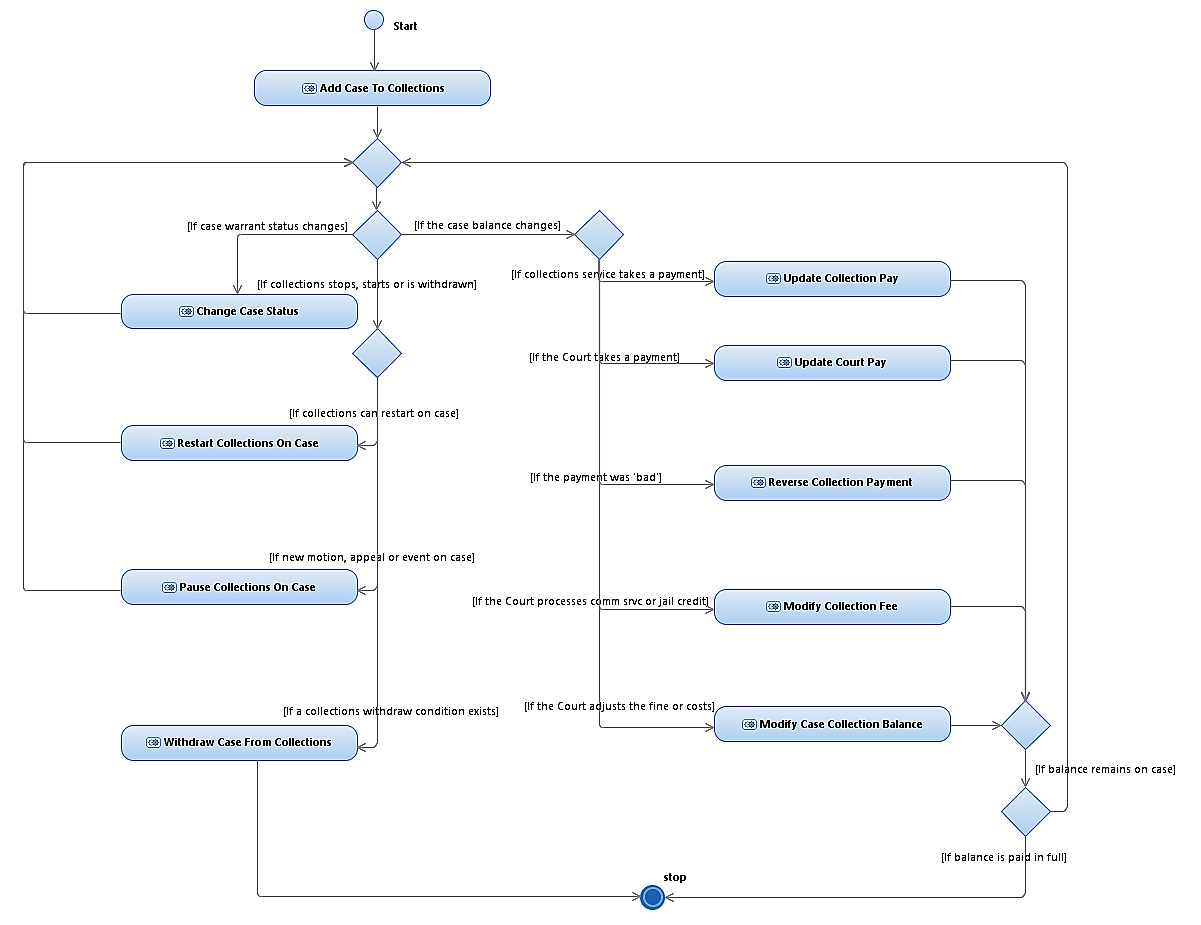 Start
Add Case To Collections
[If case warrant status changes]
[If the case balance changes]
[If collections service takes a payment]
Update Collection Pay
[If collections stops, starts or is withdrawn]
Change Case Status
[If the Court takes a payment]
Update Court Pay
[If collections can restart on case]
Restart Collections On Case
[If the payment was 'bad']
Reverse Collection Payment
[If new motion, appeal or event on case]
Pause Collections On Case
[If the Court processes comm srvc or jail credit]
Modify Collection Fee
[If a collections withdraw condition exists]
[If the Court adjusts the fine or costs]
Modify Case Collection Balance
Withdraw Case From Collections
[If balance remains on case]
[If balance is paid in full]
stop